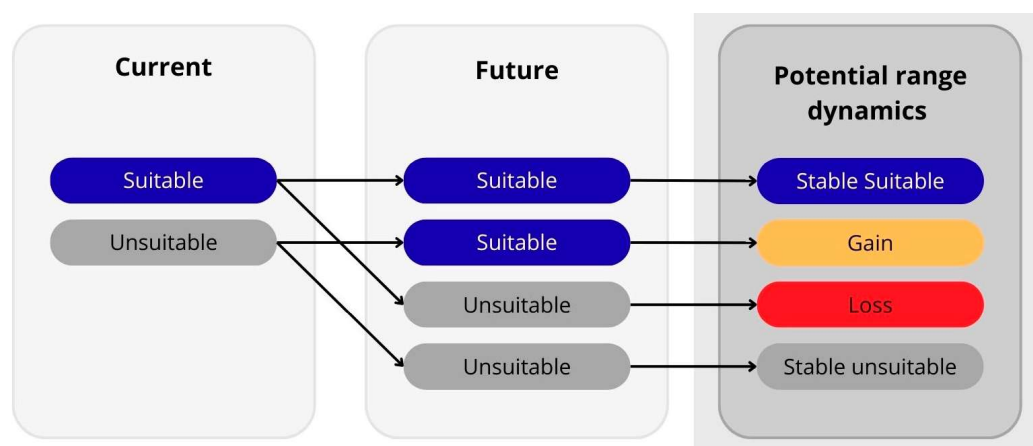 Current
Future
Potential range
dynamics
Suitable
Suitable
Stable Suitable
Unsuitable
Suitable
Gain
Unsuitable
Loss
Unsuitable
Stable unsuitable